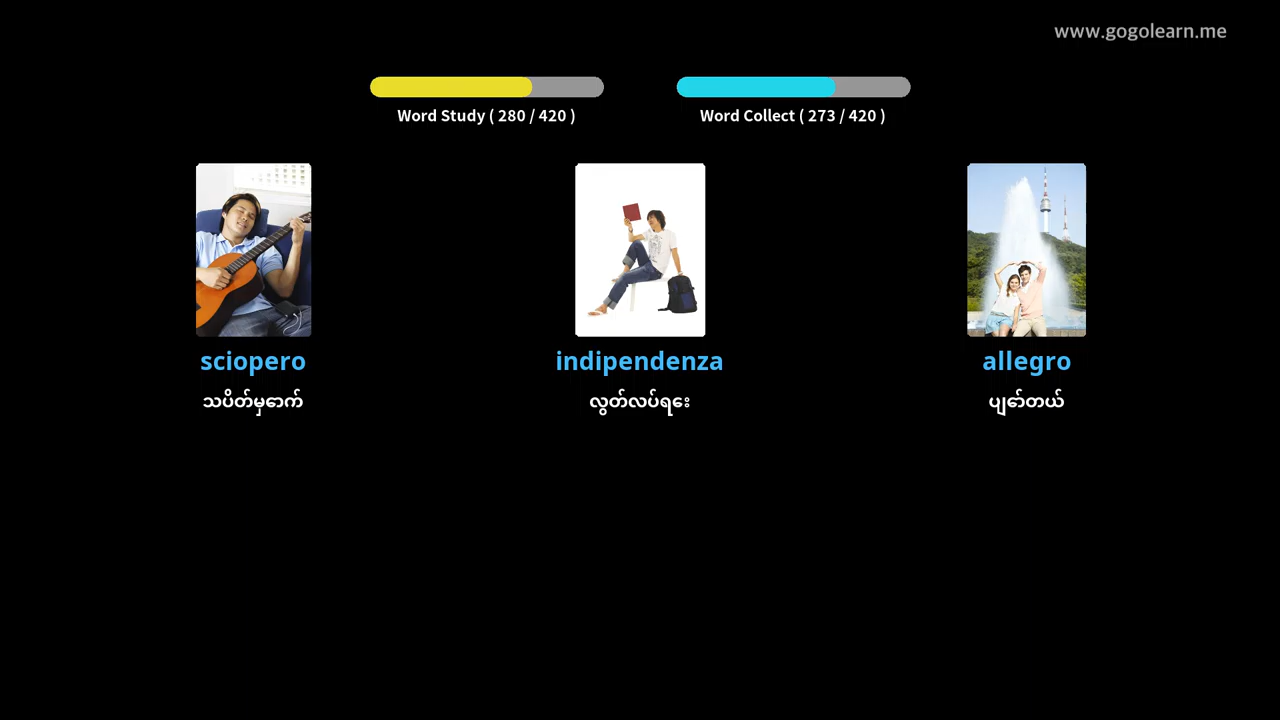 www.gogolearn.me
Word Study ( 280 / 420 )
Word Collect ( 273 / 420 )
sciopero
indipendenza
allegro
သပိတ်မှောက်
လွတ်လပ်ရေး
ပျော်တယ်